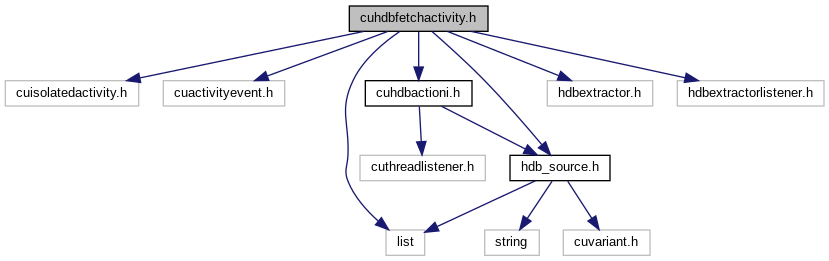 cuhdbfetchactivity.h
cuisolatedactivity.h
cuactivityevent.h
cuhdbactioni.h
hdbextractor.h
hdbextractorlistener.h
cuthreadlistener.h
hdb_source.h
list
string
cuvariant.h